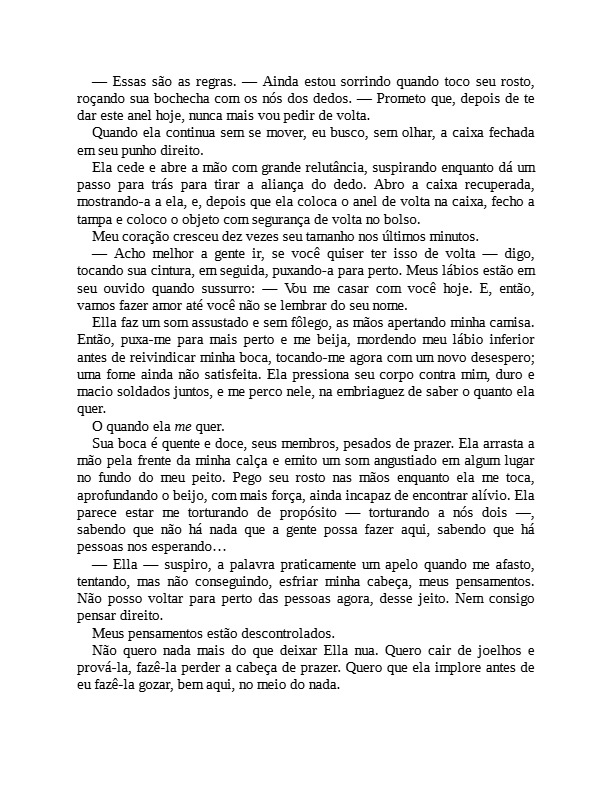 — Essas são as regras. — Ainda estou sorrindo quando toco seu rosto,
roçando sua bochecha com os nós dos dedos. — Prometo que, depois de te
dar este anel hoje, nunca mais vou pedir de volta.
Quando ela continua sem se mover, eu busco, sem olhar, a caixa fechada
em seu punho direito.
Ela cede e abre a mão com grande relutância, suspirando enquanto dá um
passo para trás para tirar a aliança do dedo. Abro a caixa recuperada,
mostrando-a a ela, e, depois que ela coloca o anel de volta na caixa, fecho a
tampa e coloco o objeto com segurança de volta no bolso.
Meu coração cresceu dez vezes seu tamanho nos últimos minutos.
— Acho melhor a gente ir, se você quiser ter isso de volta — digo,
tocando sua cintura, em seguida, puxando-a para perto. Meus lábios estão em
seu ouvido quando sussurro: — Vou me casar com você hoje. E, então,
vamos fazer amor até você não se lembrar do seu nome.
Ella faz um som assustado e sem fôlego, as mãos apertando minha camisa.
Então, puxa-me para mais perto e me beija, mordendo meu lábio inferior
antes de reivindicar minha boca, tocando-me agora com um novo desespero;
uma fome ainda não satisfeita. Ela pressiona seu corpo contra mim, duro e
macio soldados juntos, e me perco nele, na embriaguez de saber o quanto ela
quer.
O quando ela me quer.
Sua boca é quente e doce, seus membros, pesados de prazer. Ela arrasta a
mão pela frente da minha calça e emito um som angustiado em algum lugar
no fundo do meu peito. Pego seu rosto nas mãos enquanto ela me toca,
aprofundando o beijo, com mais força, ainda incapaz de encontrar alívio. Ela
parece estar me torturando de propósito — torturando a nós dois —,
sabendo que não há nada que a gente possa fazer aqui, sabendo que há
pessoas nos esperando…
— Ella — suspiro, a palavra praticamente um apelo quando me afasto,
tentando, mas não conseguindo, esfriar minha cabeça, meus pensamentos.
Não posso voltar para perto das pessoas agora, desse jeito. Nem consigo
pensar direito.
Meus pensamentos estão descontrolados.
Não quero nada mais do que deixar Ella nua. Quero cair de joelhos e
prová-la, fazê-la perder a cabeça de prazer. Quero que ela implore antes de
eu fazê-la gozar, bem aqui, no meio do nada.